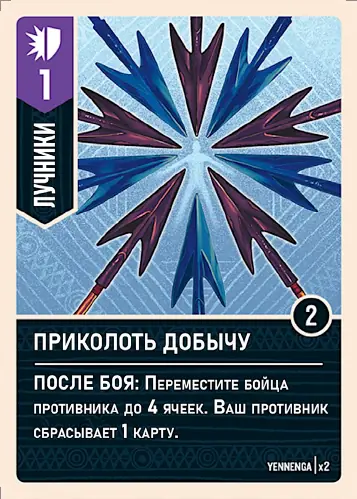 1
ЛУЧНИКИ
2
ПРИКОЛОТЬ ДОБЫЧУ
ПОСЛЕ БОЯ: Переместите бойца
противника до 4 ячеек. Ваш противник
сбрасывает 1 карту.
YENNENGA | x2